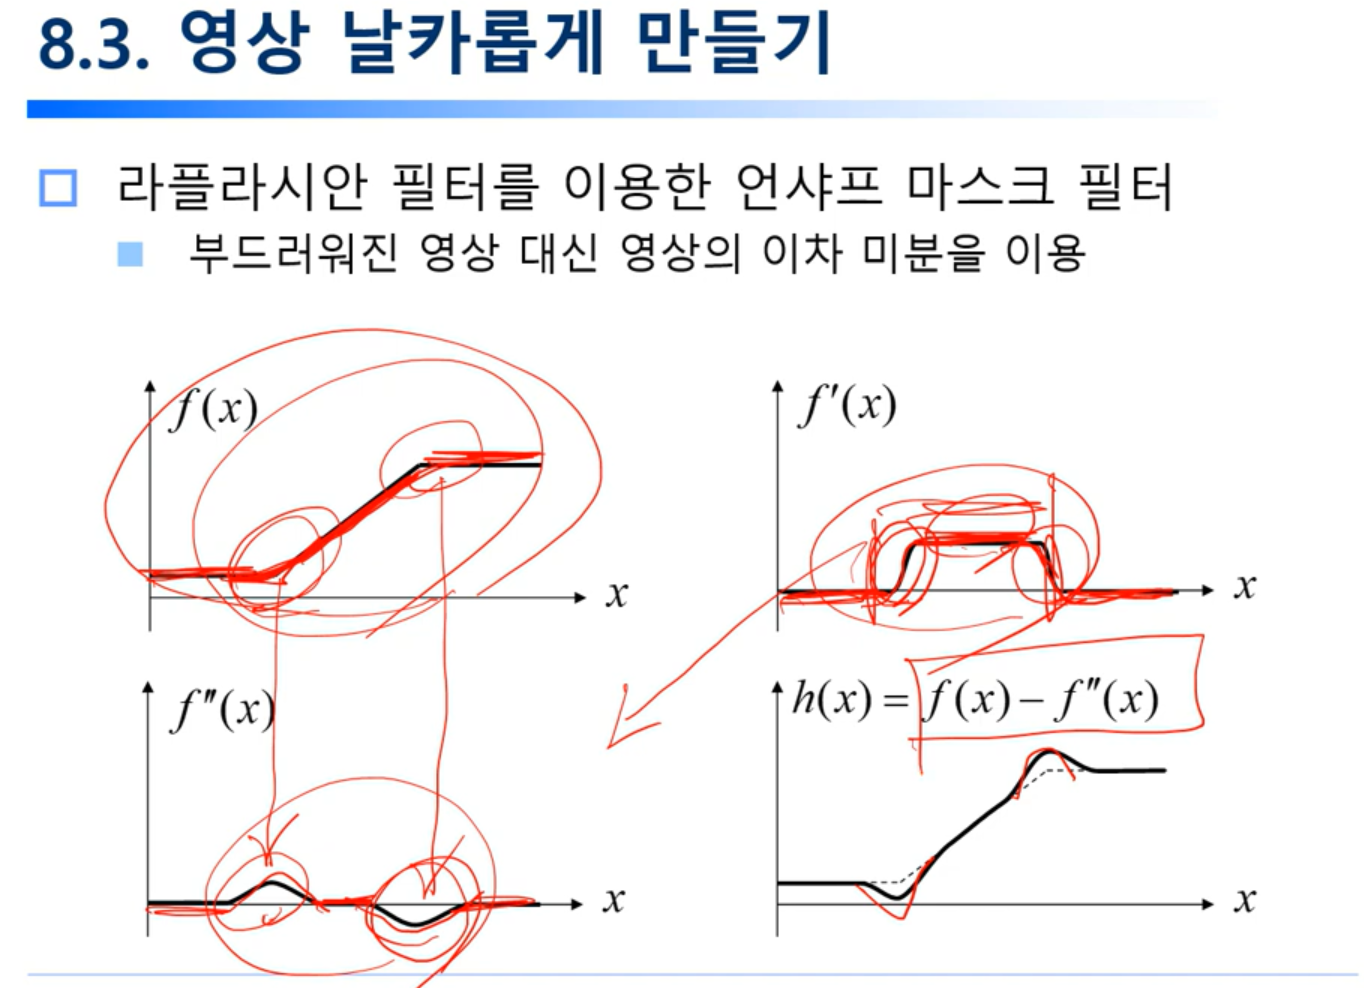 8.3. 영상 날카롭게 만들기
라플라시안 필터를 이용한 언샤프 마스크 필터
부드러워진 영상 대신 영상의 이차 미분을 이용
f(x)
x
f′(x)
x
f″(x)
x
h(x) = f(x) − f″(x)
x